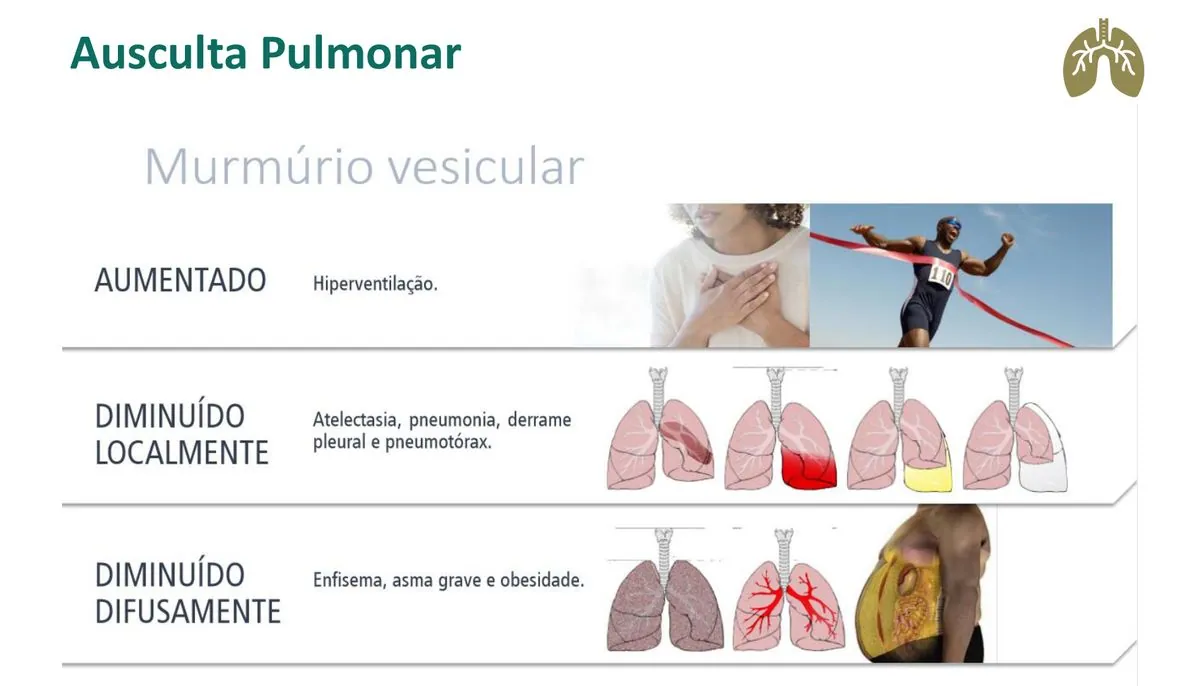 Ausculta Pulmonar
Murmúrio vesicular
AUMENTADO
Hiperventilação.
110
DIMINUÍDO
LOCALMENTE
Atelectasia, pneumonia, derrame
pleural e pneumotórax.
DIMINUÍDO
DIFUSAMENTE
Enfisema, asma grave e obesidade.